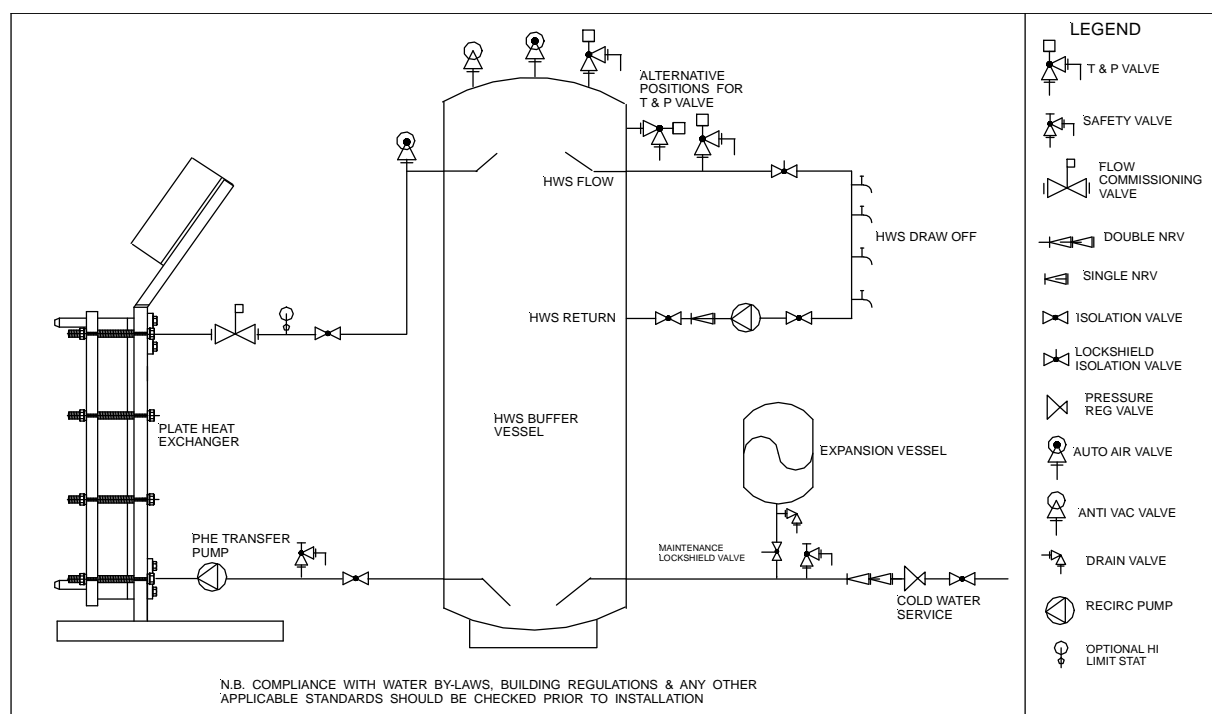 ALTERNATIVE
POSITIONS FOR
T & P VALVE
HWS FLOW
HWS DRAW OFF
HWS RETURN
PLATE HEAT
EXCHANGER
HWS BUFFER
VESSEL
EXPANSION VESSEL
PHE TRANSFER
PUMP
MAINTENANCE
LOCKSHIELD VALVE
COLD WATER
SERVICE
N.B. COMPLIANCE WITH WATER BY-LAWS, BUILDING REGULATIONS & ANY OTHER
APPLICABLE STANDARDS SHOULD BE CHECKED PRIOR TO INSTALLATION
LEGEND
T & P VALVE
SAFETY VALVE
FLOW
COMMISSIONING
VALVE
DOUBLE NRV
SINGLE NRV
ISOLATION VALVE
LOCKSHIELD
ISOLATION VALVE
PRESSURE
REG VALVE
AUTO AIR VALVE
ANTI VAC VALVE
DRAIN VALVE
RECIRC PUMP
OPTIONAL HI
LIMIT STAT